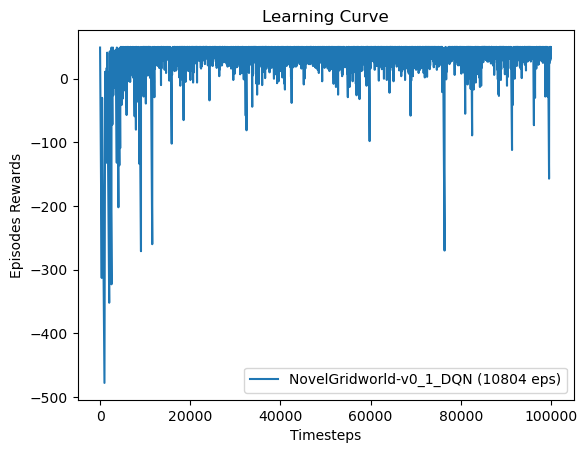 Learning Curve
Episodes Rewards
0
−100
−200
−300
−400
−500
NovelGridworld-v0_1_DQN (10804 eps)
0 20000 40000 60000 80000 100000
Timesteps